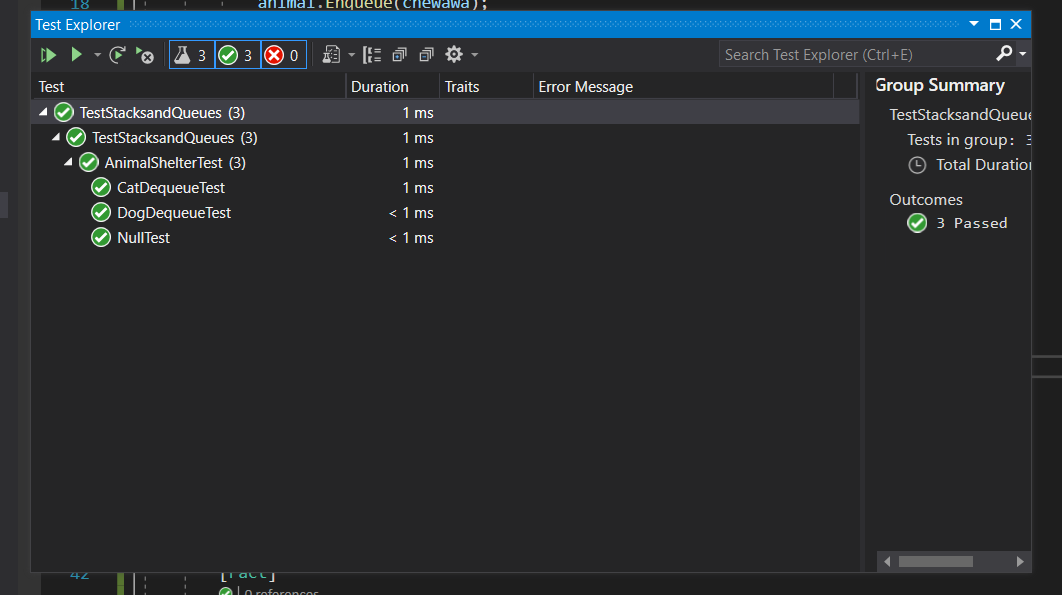 18 animal.Enqueue(chewawa);
Test Explorer
3 3 0
Search Test Explorer (Ctrl+E)
Test Duration Traits Error Message
Group Summary
TestStacksandQueues (3) 1 ms
TestStacksandQueue
TestStacksandQueues (3) 1 ms
Tests in group: 3
AnimalShelterTest (3) 1 ms
Total Duration
CatDequeueTest 1 ms
Outcomes
DogDequeueTest < 1 ms
3 Passed
NullTest < 1 ms
42 [Fact]
0 references